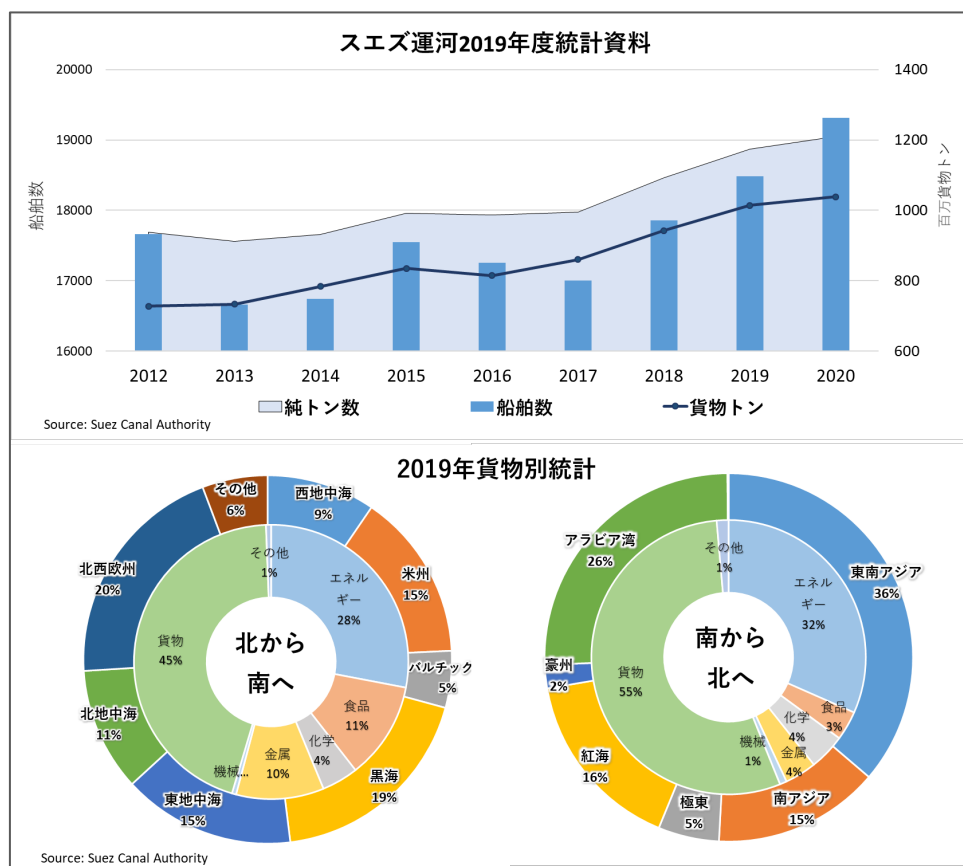 スエズ運河2019年度統計資料
20000
19000
18000
17000
16000
船舶数
1400
1200
1000
800
600
百万貨物トン
2012 2013 2014 2015 2016 2017 2018 2019 2020
純トン数 船舶数 貨物トン
Source: Suez Canal Authority
2019年貨物別統計
北から
南へ
西地中海
9%
米州
15%
バルチック
5%
黒海
19%
東地中海
15%
北地中海
11%
北西欧州
20%
その他
6%
エネル
ギー
28%
食品
11%
化学
4%
金属
10%
機械...
貨物
45%
その他
1%
南から
北へ
東南アジア
36%
南アジア
15%
極東
5%
紅海
16%
豪州
2%
アラビア湾
26%
エネル
ギー
32%
食品
3%
化学
4%
金属
4%
機械
1%
貨物
55%
その他
1%
Source: Suez Canal Authority